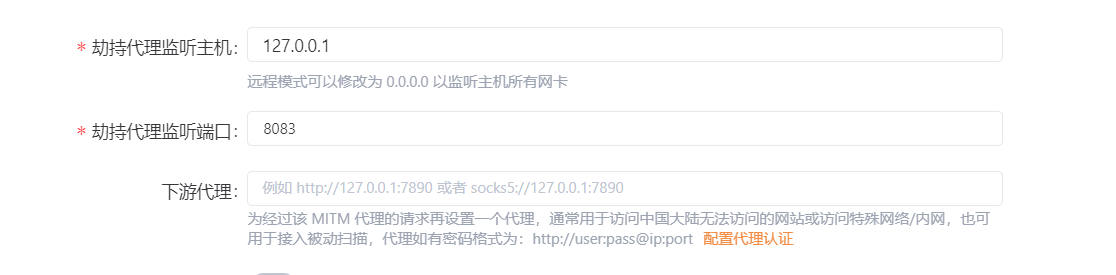 * 劫持代理监听主机: 127.0.0.1
远程模式可以修改为 0.0.0.0 以监听主机所有网卡
* 劫持代理监听端口: 8083
下游代理: 例如 http://127.0.0.1:7890 或者 socks5://127.0.0.1:7890
为经过该 MITM 代理的请求再设置一个代理，通常用于访问中国大陆无法访问的网站或访问特殊网络/内网，也可
用于接入被动扫描，代理如有密码格式为：http://user:pass@ip:port 配置代理认证